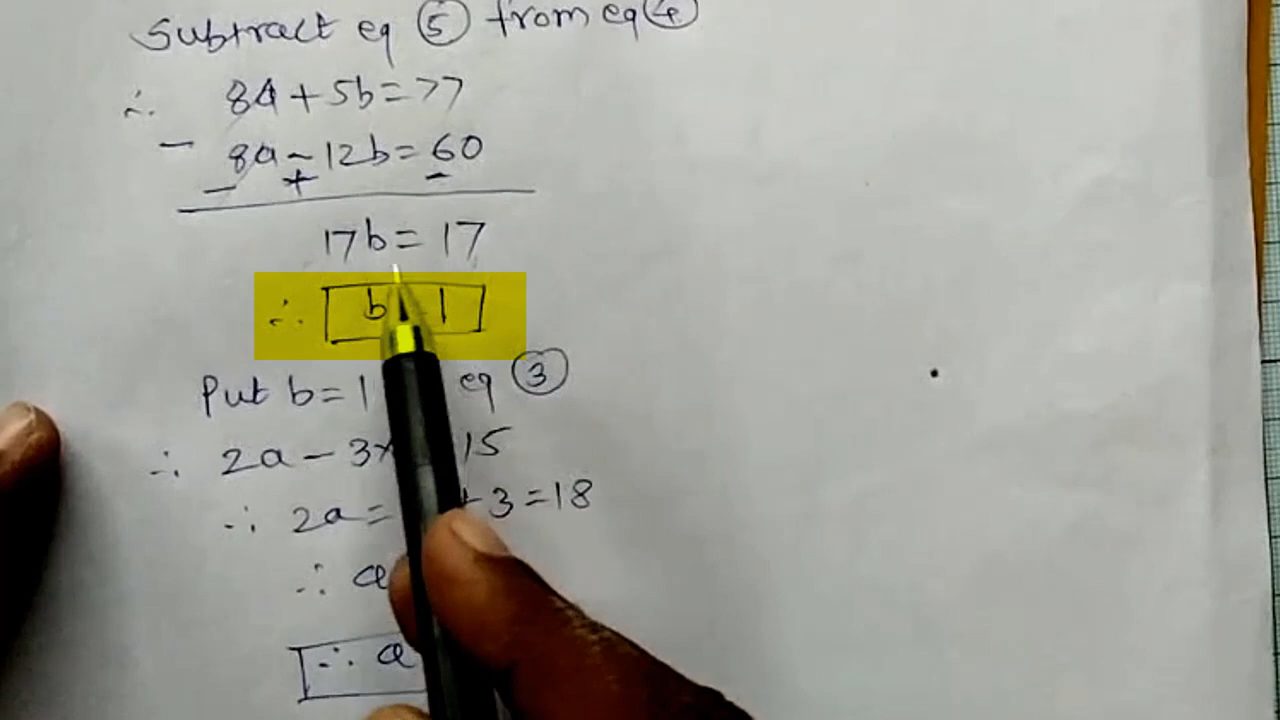 Subtract eq ⑤ from eq ④
∴ 8a + 5b = 77
- 8a - 12b = 60
- + -
17b = 17
∴ b 1
Put b = 1 eq ③
∴ 2a - 3× 15
∴ 2a = + 3 = 18
∴ a
∴ a